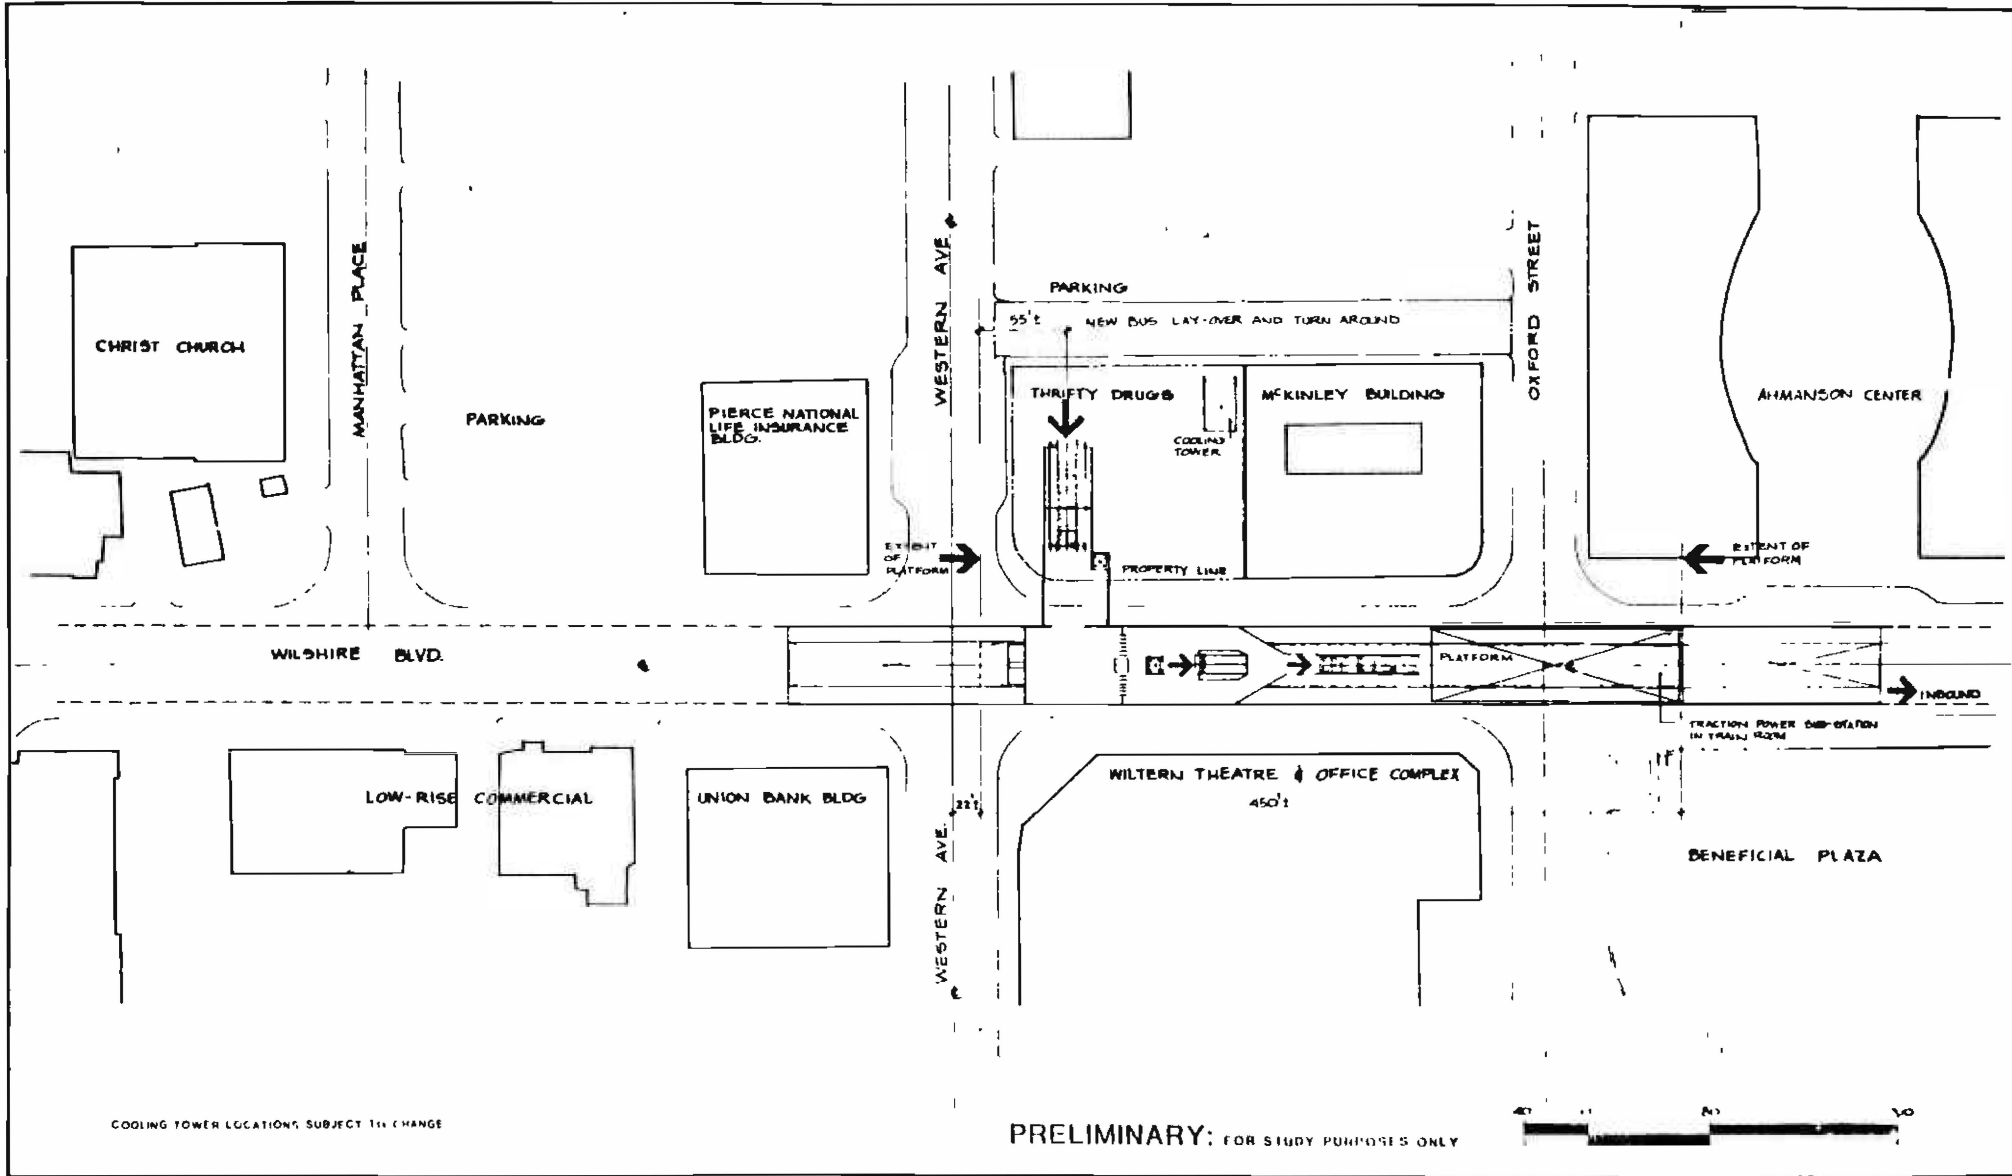 MANHATTAN PLACE
WESTERN AVE
OXFORD STREET
PARKING
55'±
NEW BUS LAY-OVER AND TURN AROUND
CHRIST CHURCH
PARKING
PIERCE NATIONAL
LIFE INSURANCE
BLDG.
THRIFTY DRUGS
McKINLEY BUILDING
AHMANSON CENTER
COOLING
TOWER
EXTENT
OF
PLATFORM
PROPERTY LINE
EXTENT OF
PLATFORM
WILSHIRE BLVD.
PLATFORM
INBOUND
TRACTION POWER SUB-STATION
IN TRAIN ROOM
LOW-RISE COMMERCIAL
UNION BANK BLDG
22'±
WILTERN THEATRE & OFFICE COMPLEX
450'±
WESTERN AVE.
BENEFICIAL PLAZA
COOLING TOWER LOCATIONS SUBJECT TO CHANGE
PRELIMINARY: FOR STUDY PURPOSES ONLY
40
80